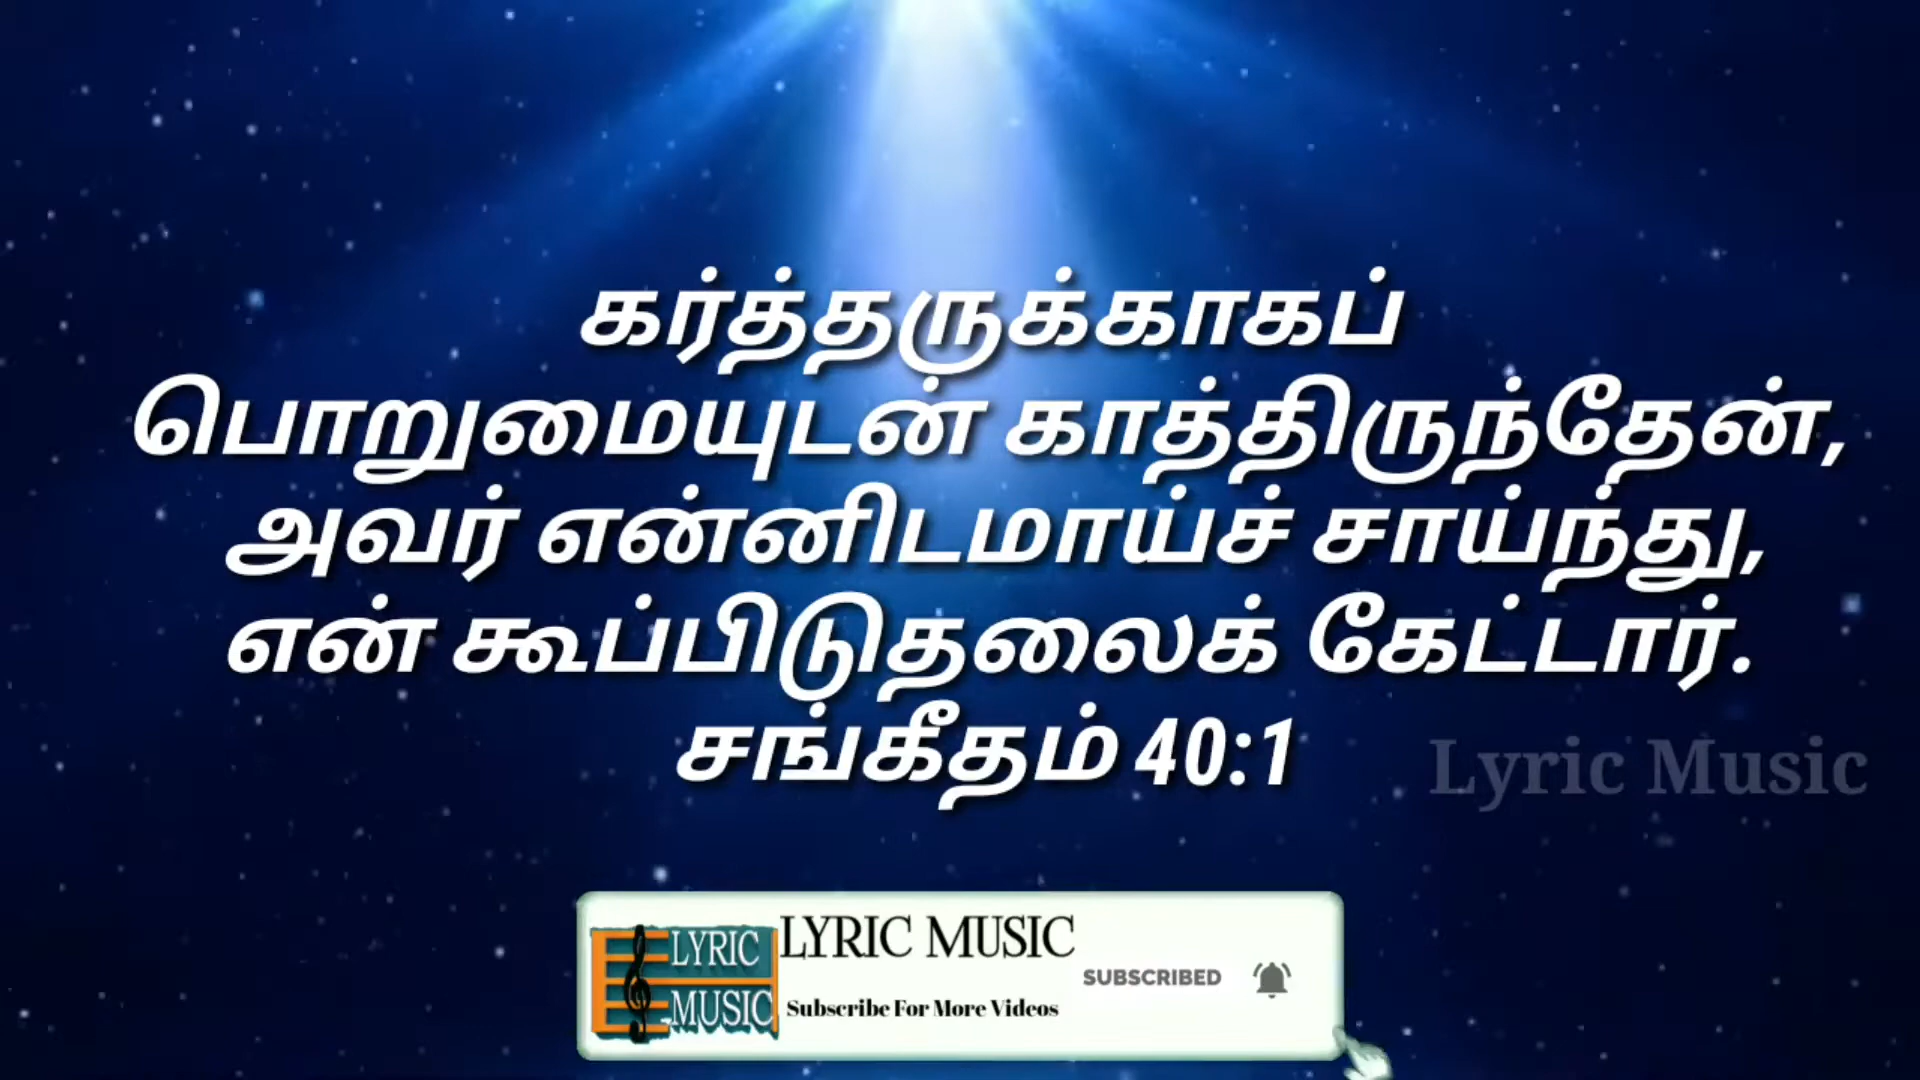 கர்த்தருக்காகப்
பொறுமையுடன் காத்திருந்தேன்,
அவர் என்னிடமாய்ச் சாய்ந்து,
என் கூப்பிடுதலைக் கேட்டார்.
சங்கீதம் 40:1
Lyric Music
LYRIC
MUSIC
LYRIC MUSIC
SUBSCRIBED
Subscribe For More Videos